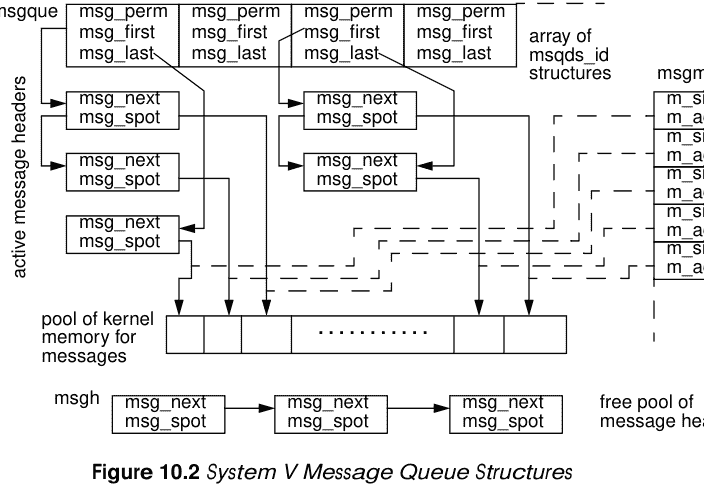 msgque
msg_perm msg_perm msg_perm msg_perm
msg_first msg_first msg_first msg_first
msg_last msg_last msg_last msg_last
array of
msqds_id
structures
active message headers
msg_next
msg_spot
msg_next
msg_spot
msg_next
msg_spot
msg_next
msg_spot
msg_next
msg_spot
pool of kernel
memory for
messages
msgh
msg_next
msg_spot
msg_next
msg_spot
msg_next
msg_spot
free pool of
message
Figure 10.2 System V Message Queue Structures